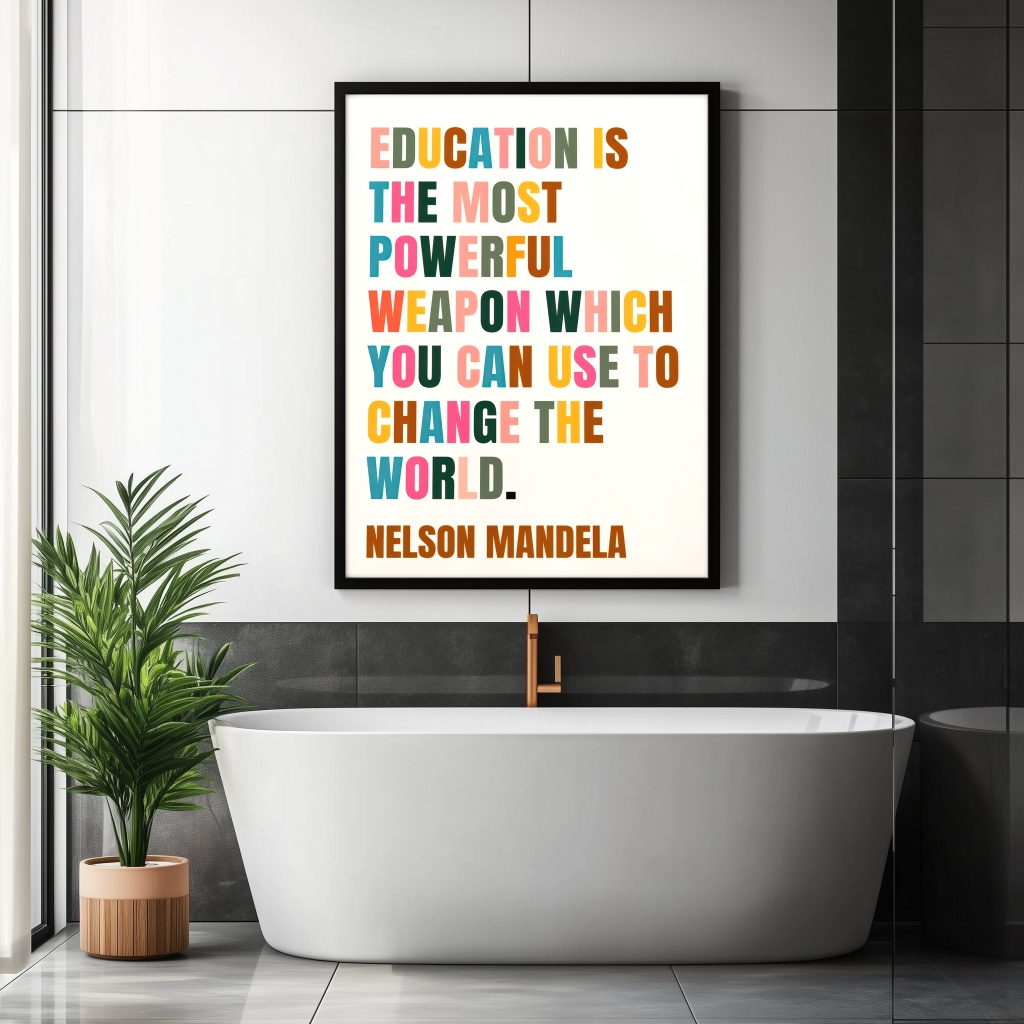 EDUCATION IS
THE MOST
POWERFUL
WEAPON WHICH
YOU CAN USE TO
CHANGE THE
WORLD.
NELSON MANDELA